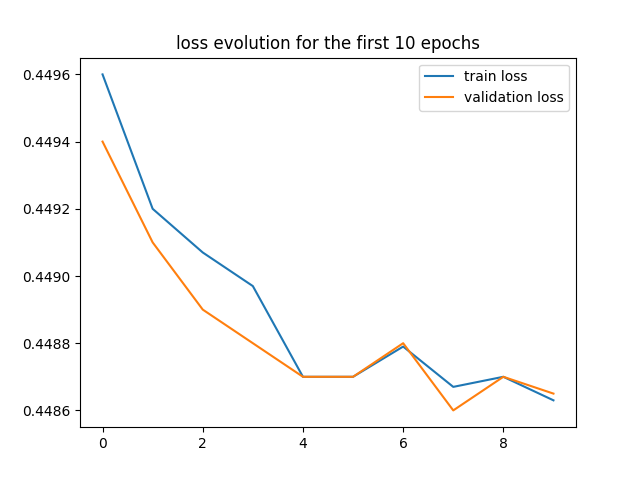 loss evolution for the first 10 epochs
train loss
validation loss
0.4496
0.4494
0.4492
0.4490
0.4488
0.4486
0 2 4 6 8